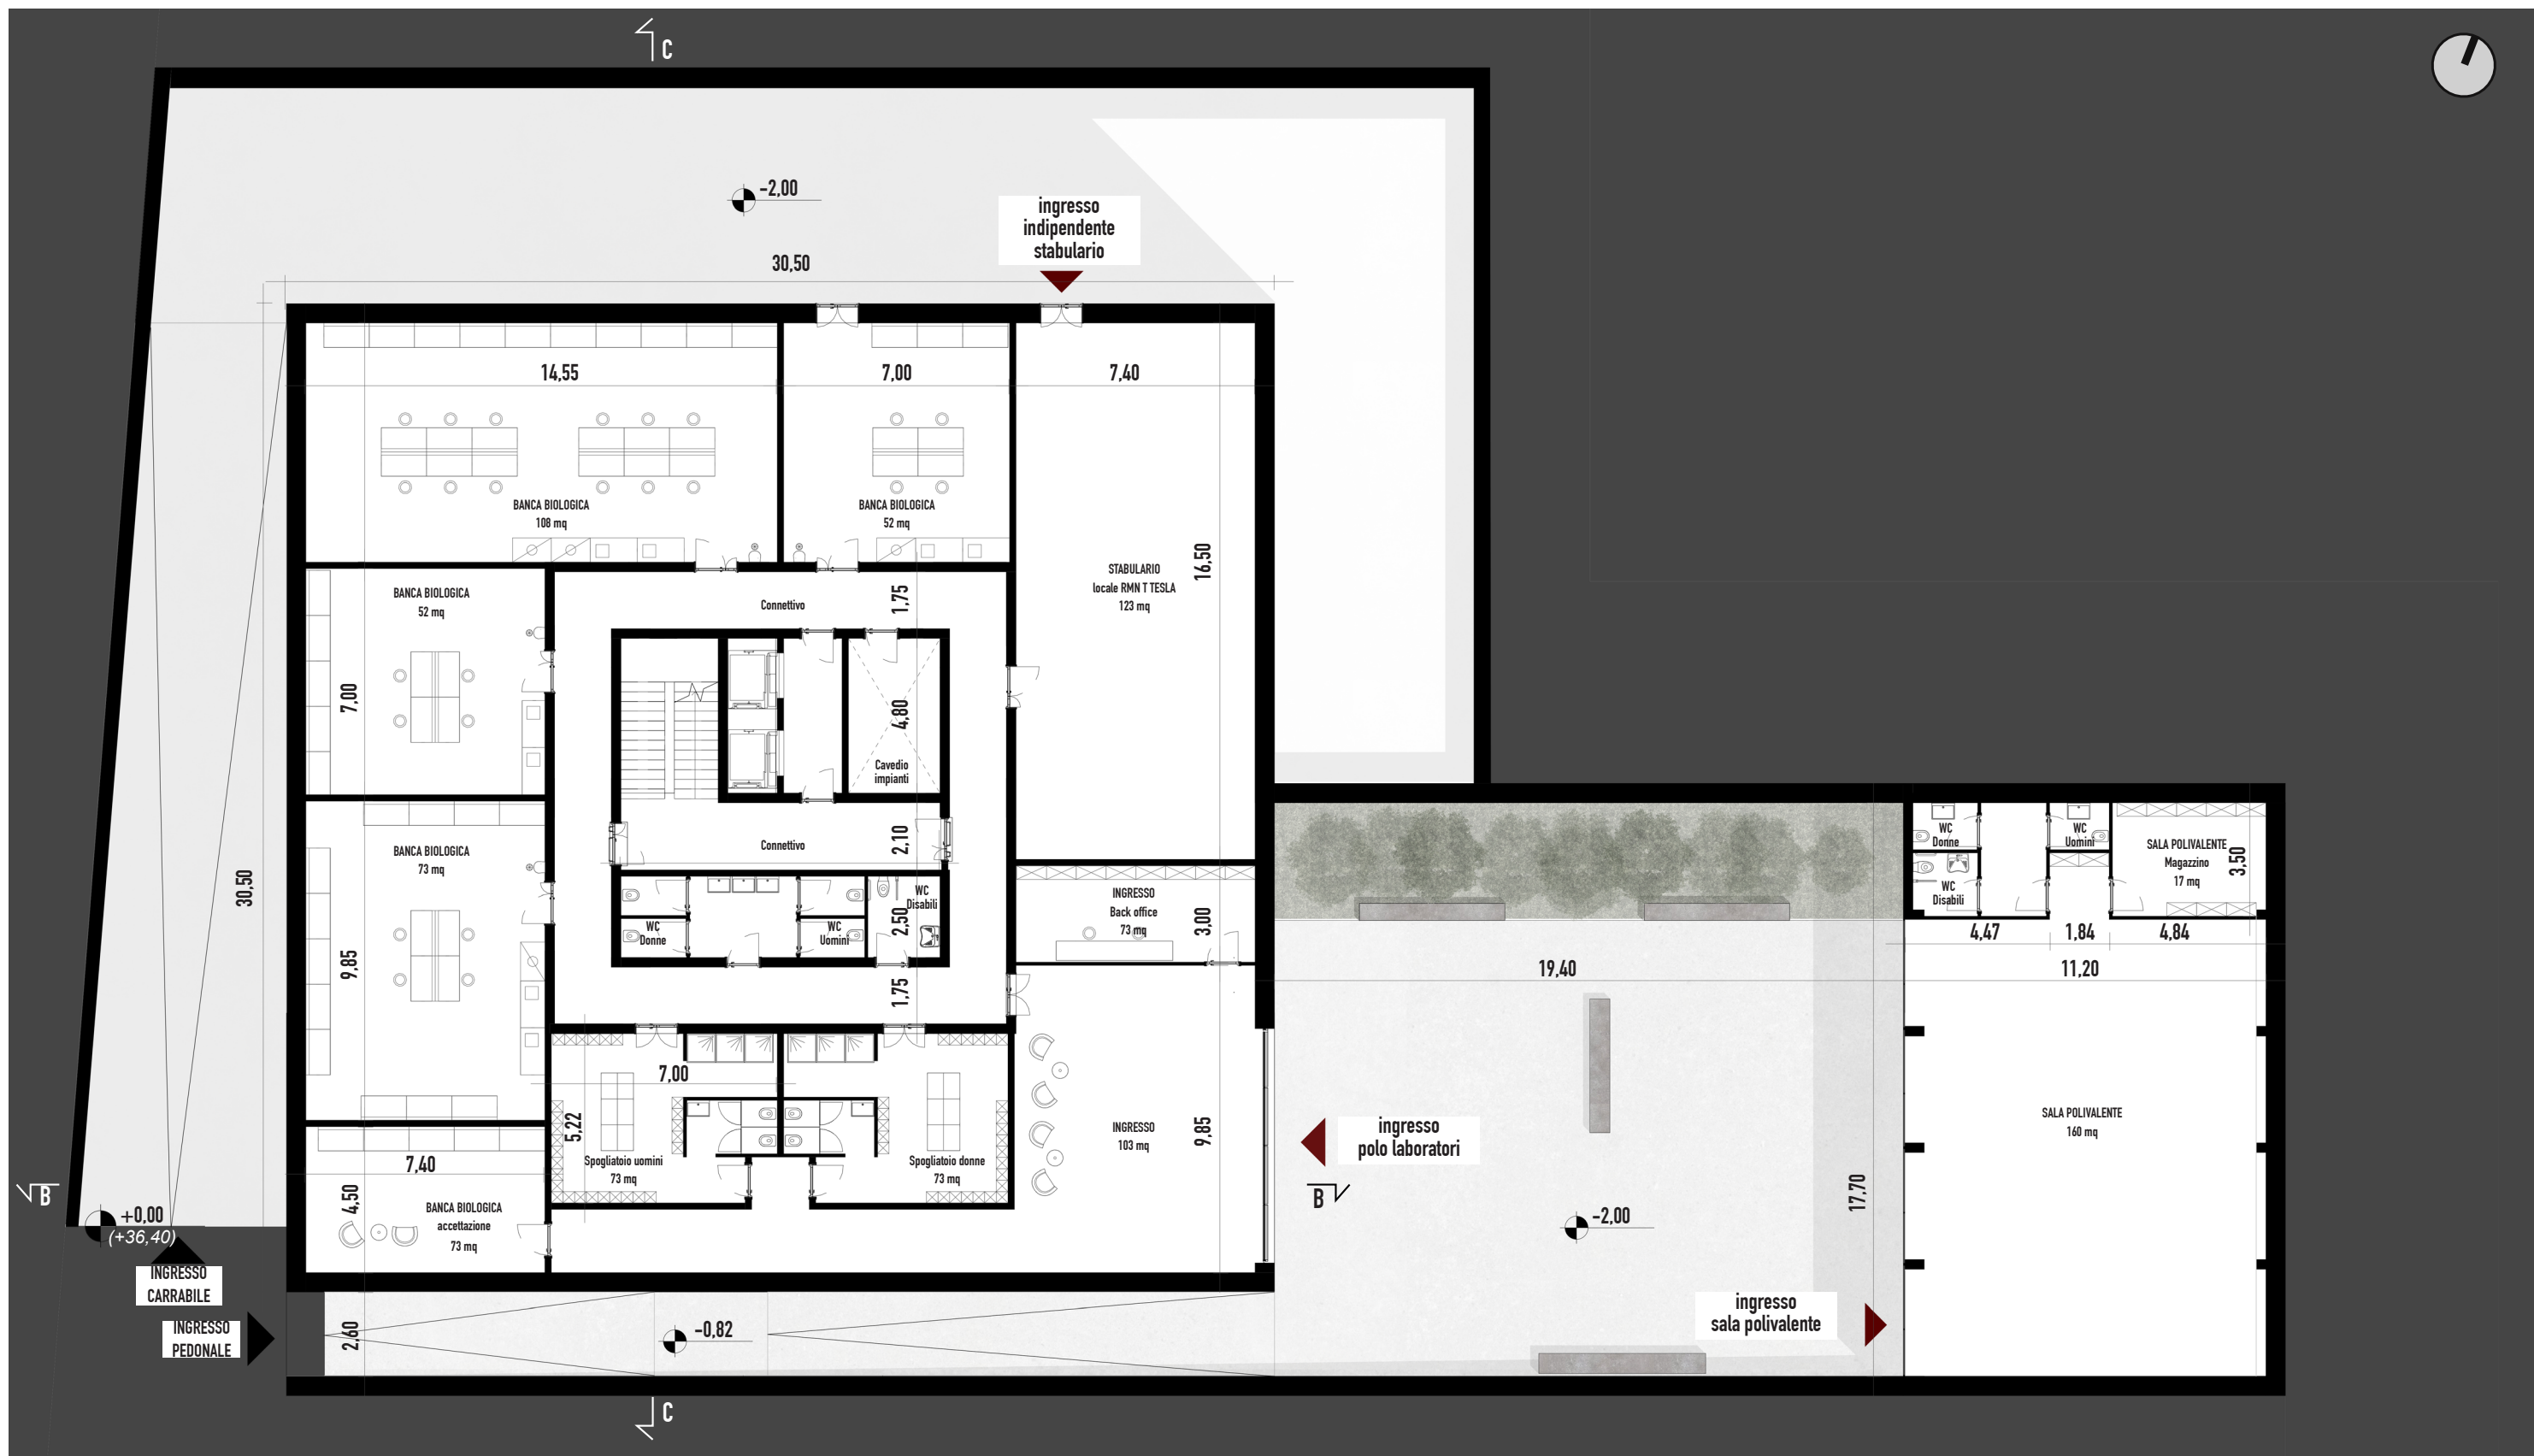 C
-2,00
ingresso
indipendente
stabulario
30,50
14,55
7,00
7,40
BANCA BIOLOGICA
108 mq
BANCA BIOLOGICA
52 mq
1,75
Connettivo
STABULARIO
locale RMN T TESLA
123 mq
16,50
BANCA BIOLOGICA
52 mq
7,00
4,80
Cavedio
impianti
BANCA BIOLOGICA
73 mq
30,50
9,85
Connettivo
2,10
WC
Donne
WC
Uomini
2,50
WC
Disabili
1,75
INGRESSO
Back office
73 mq
3,00
WC
Donne
WC
Disabili
WC
Uomini
SALA POLIVALENTE
Magazzino
17 mq
3,50
4,47
1,84
4,84
19,40
11,20
7,00
5,22
Spogliatoio uomini
73 mq
Spogliatoio donne
73 mq
INGRESSO
103 mq
9,85
ingresso
polo laboratori
SALA POLIVALENTE
160 mq
7,40
4,50
BANCA BIOLOGICA
accettazione
73 mq
B
B
17,70
-2,00
+0,00
(+36,40)
INGRESSO
CARRABILE
INGRESSO
PEDONALE
2,60
-0,82
ingresso
sala polivalente
C